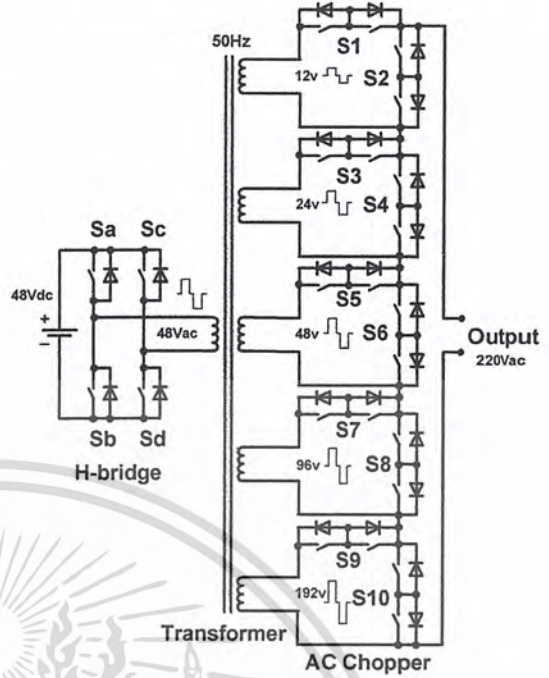 50Hz
S1
12v
S2
S3
24v
S4
Sa
Sc
48Vdc
+
−
48Vac
Sb
Sd
H-bridge
S5
48v
S6
Output
220Vac
S7
96v
S8
S9
192v
S10
Transformer
AC Chopper